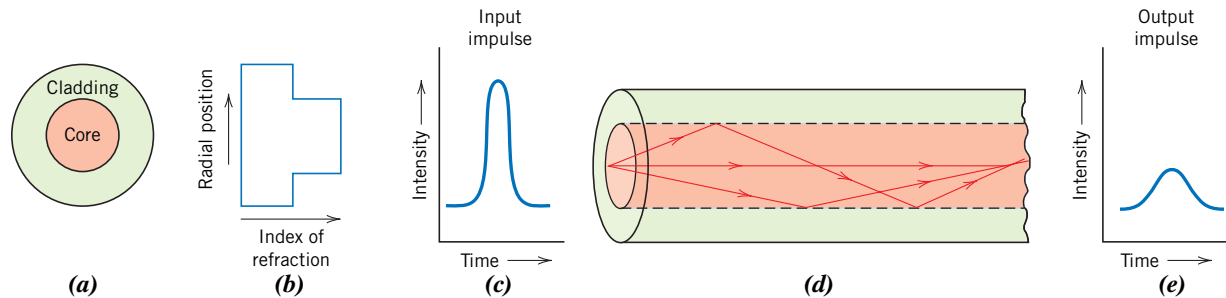 Cladding
Core
(a)
Radial position
Index of
refraction
(b)
Input
impulse
Intensity
Time
(c)
(d)
Output
impulse
Intensity
Time
(e)